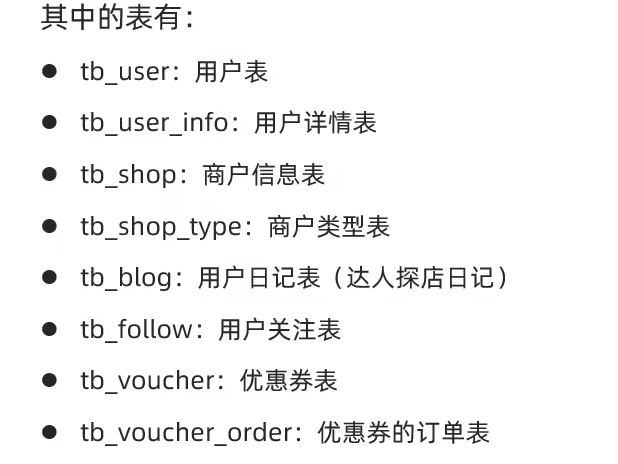 其中的表有：
● tb_user：用户表
● tb_user_info：用户详情表
● tb_shop：商户信息表
● tb_shop_type：商户类型表
● tb_blog：用户日记表（达人探店日记）
● tb_follow：用户关注表
● tb_voucher：优惠券表
● tb_voucher_order：优惠券的订单表